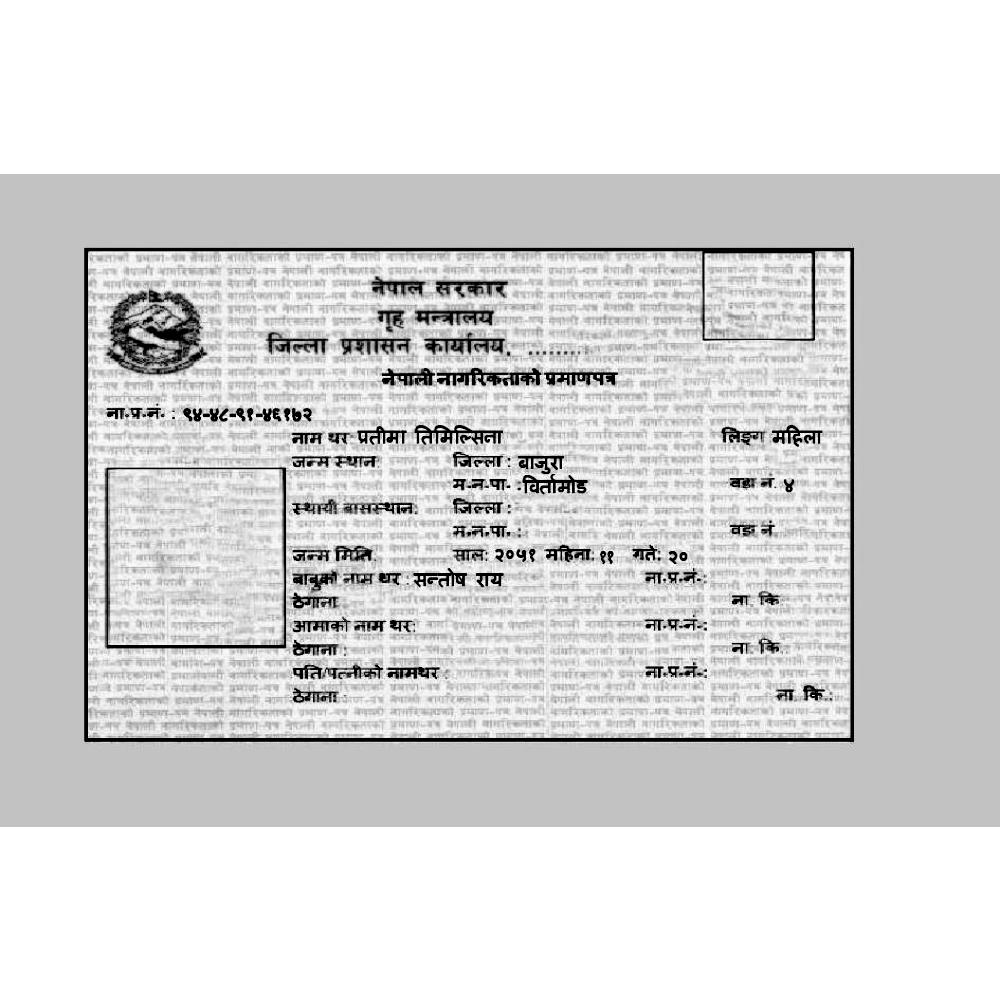 नेपाल सरकार
गृह मन्त्रालय
जिल्ला प्रशासन कार्यालय, .........
नेपाली नागरिकताको प्रमाणपत्र
ना.प्र.नं. : ९४-४८-९१-४६१७२
नाम थर: प्रतीमा तिमिल्सिना लिङ्ग महिला
जन्म स्थान: जिल्ला : बाजुरा
म.न.पा. : विर्तामोड वडा नं. ४
स्थायी बासस्थान: जिल्ला :
म.न.पा. : वडा नं.
जन्म मिति: साल: २०५१ महिना: ११ गते: २०
बाबुको नाम थर : सन्तोष राय ना.प्र.नं.:
ठेगाना ना. कि.
आमाको नाम थर: ना.प्र.नं.:
ठेगाना : ना. कि.:
पति/पत्नीको नामथर : ना.प्र.नं.:
ठेगाना : ना. कि.: